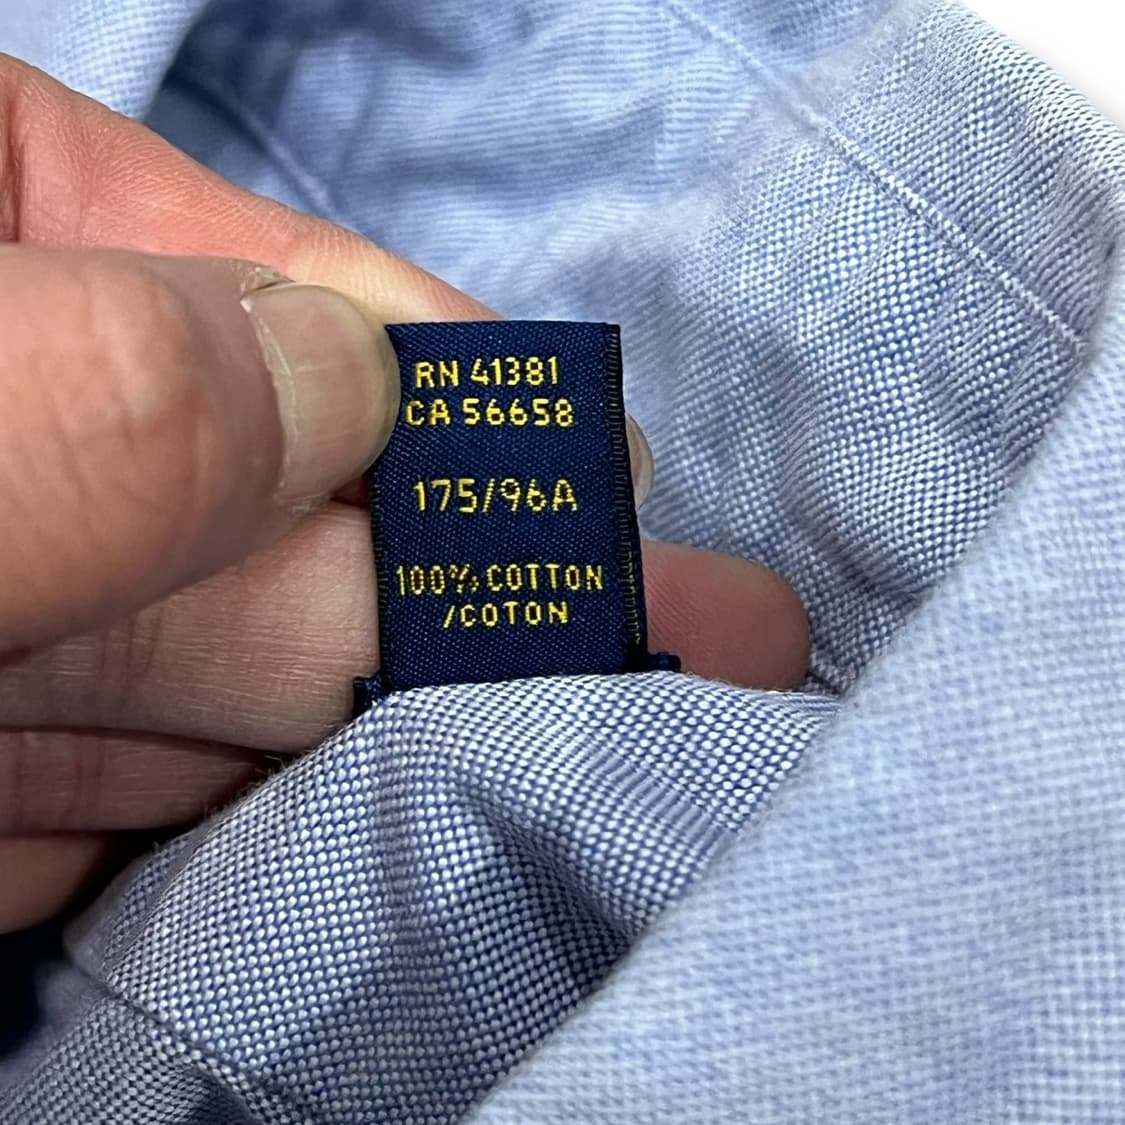 RN 41381
CA 56658
175/96A
100% COTTON
/COTON